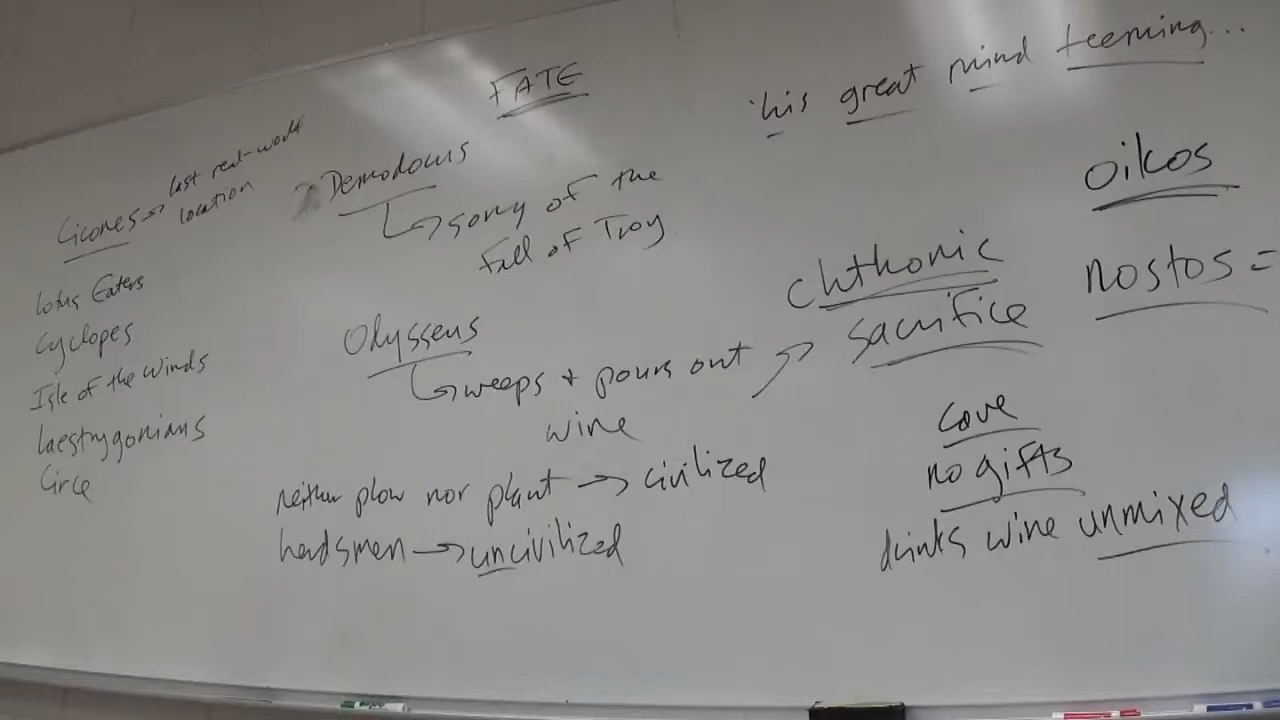 FATE
'his great mind teeming...
Cicones → last real-world
location
Lotus Eaters
Cyclopes
Isle of the Winds
Laestrygonians
Circe
Demodocus
↳ song of the
Fall of Troy
Odysseus
↳ weeps + pours out →
wine
chthonic
sacrifice
oikos
nostos =
neither plow nor plant → civilized
herdsmen → uncivilized
cave
no gifts
drinks wine unmixed